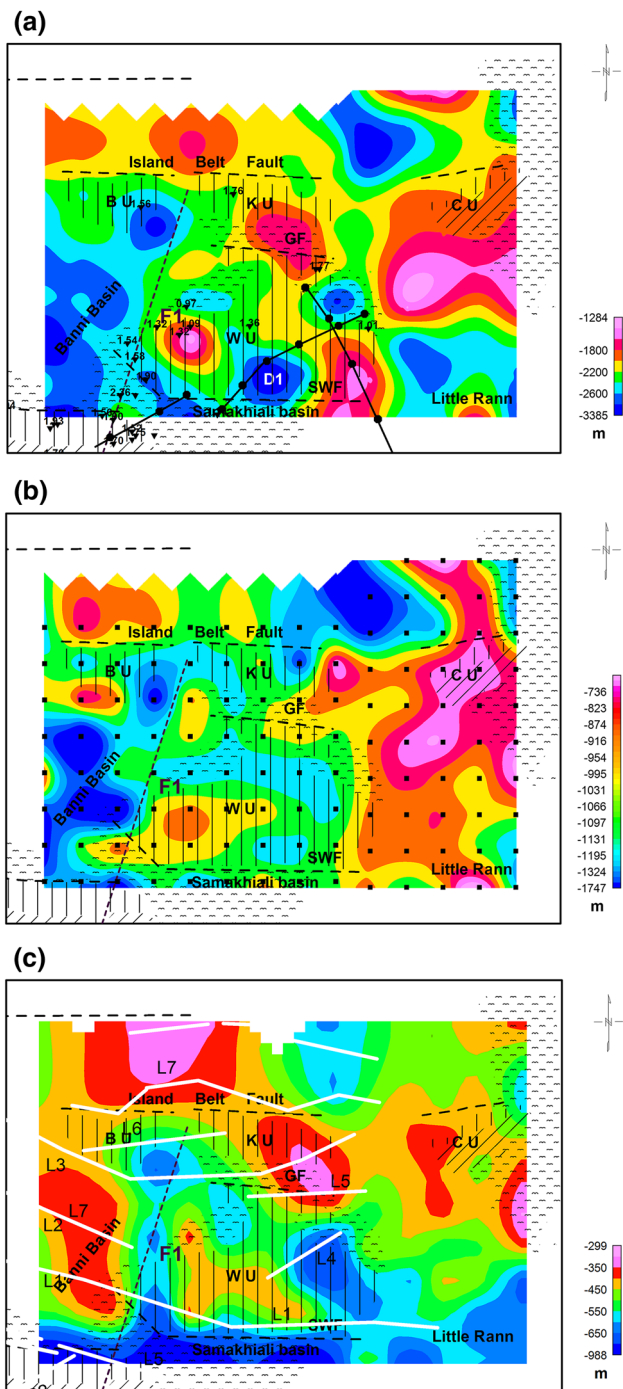 (a)
N
Island Belt Fault
1.76
B U
1.56
K U
C U
GF
1.77
Banni Basin
0.97
F1
1.32
1.09
1.32
1.36
1.01
W U
1.54
1.58
1.90
D1
SWF
Little Rann
Samakhiali basin
-1284
-1800
-2200
-2600
-3385
m
(b)
N
Island Belt Fault
B U
K U
C U
GF
Banni Basin
F1
W U
SWF
Little Rann
Samakhiali basin
-736
-823
-874
-916
-954
-995
-1031
-1066
-1097
-1131
-1195
-1324
-1747
m
(c)
N
L7
Island Belt Fault
B U
L6
K U
C U
L3
GF
L5
L7
L2
Banni Basin
F1
L4
L1
W U
L1
SWF
Little Rann
Samakhiali basin
L5
-299
-350
-450
-550
-650
-988
m